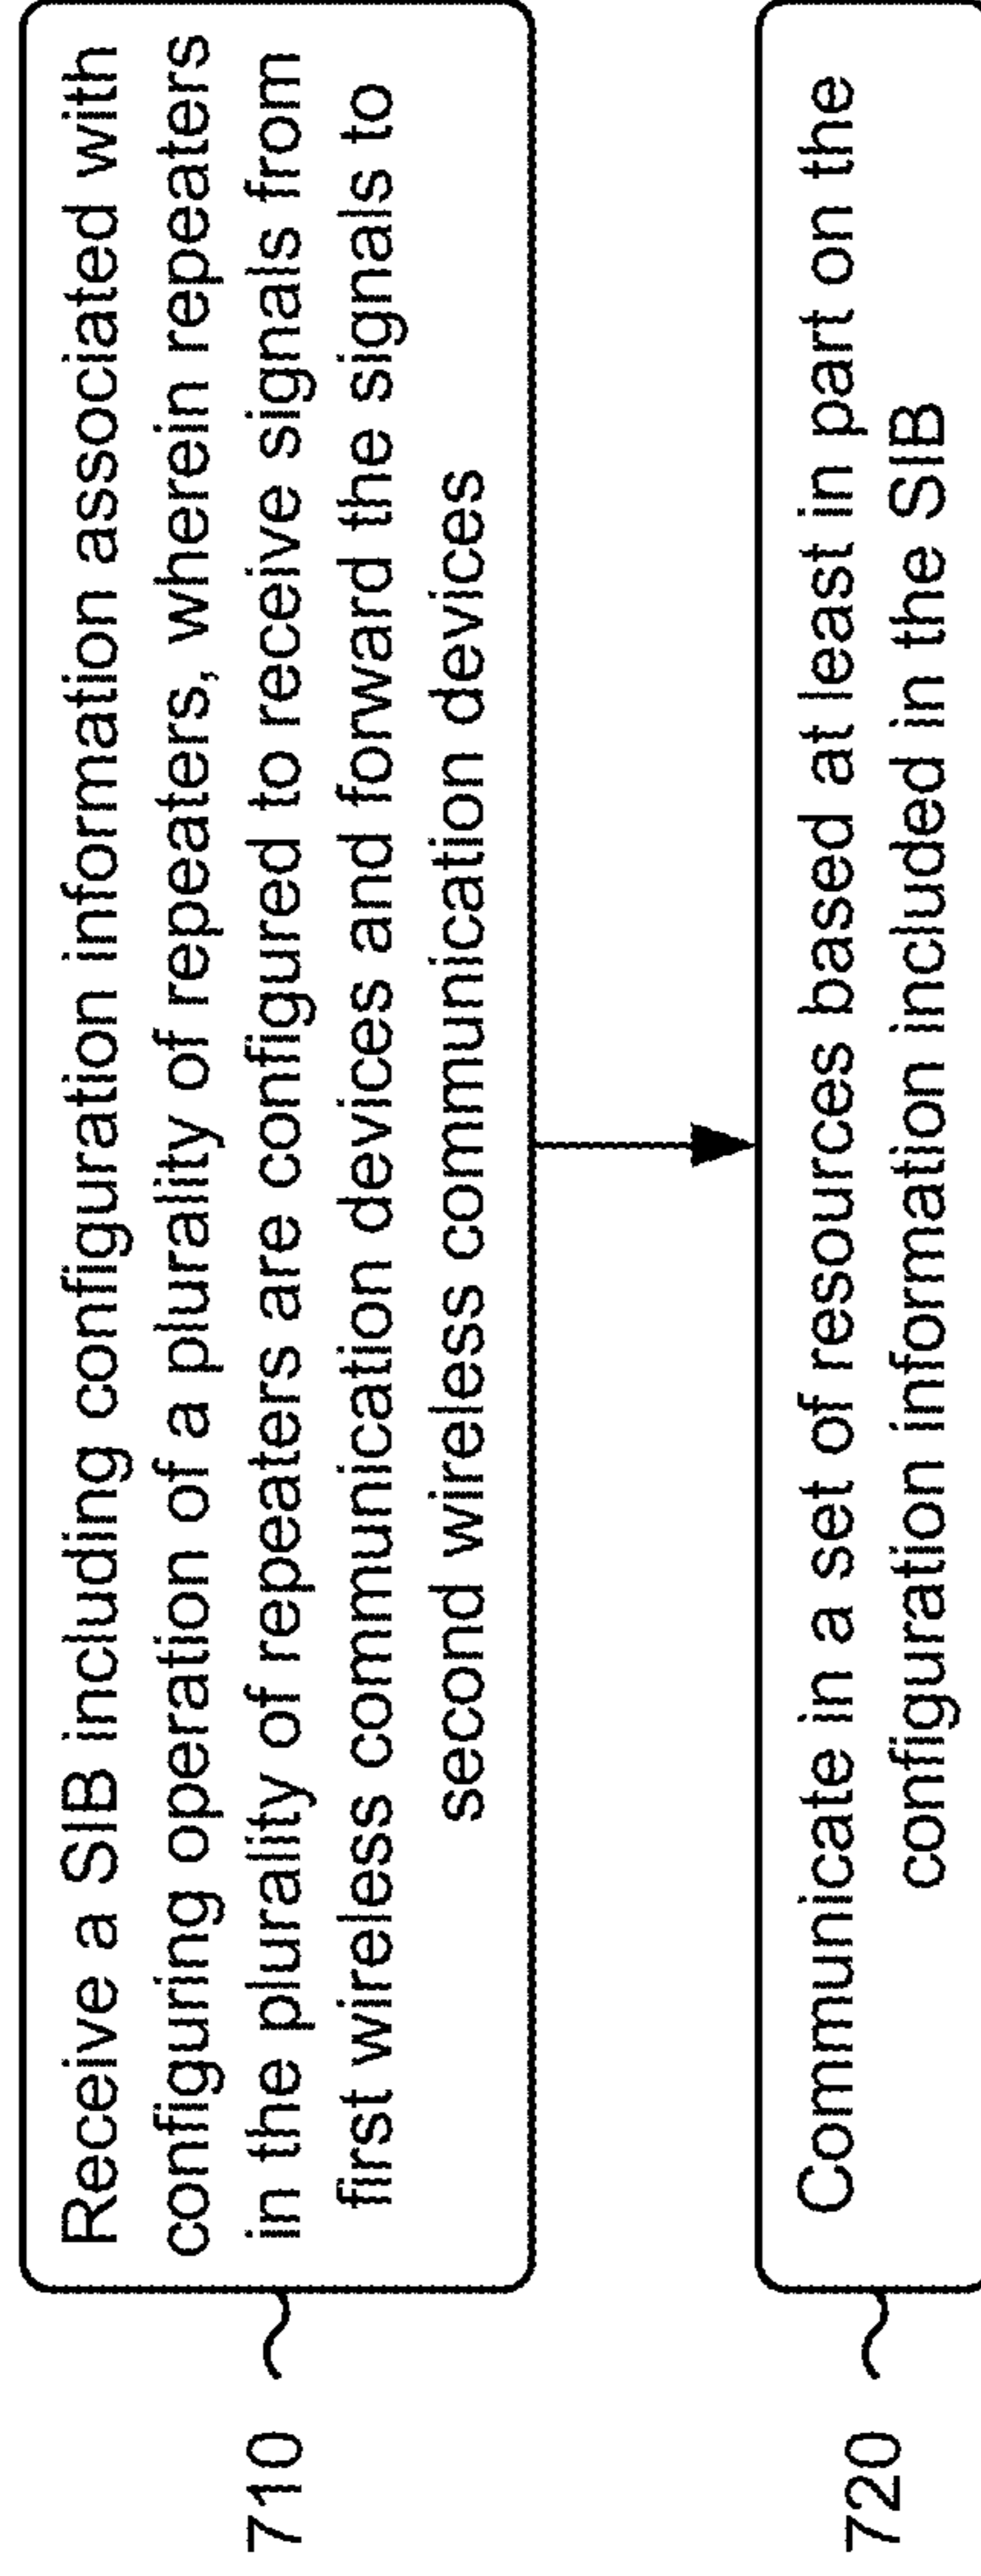 710
Receive a SIB including configuration information associated with
configuring operation of a plurality of repeaters, wherein repeaters
in the plurality of repeaters are configured to receive signals from
first wireless communication devices and forward the signals to
second wireless communication devices
720
Communicate in a set of resources based at least in part on the
configuration information included in the SIB